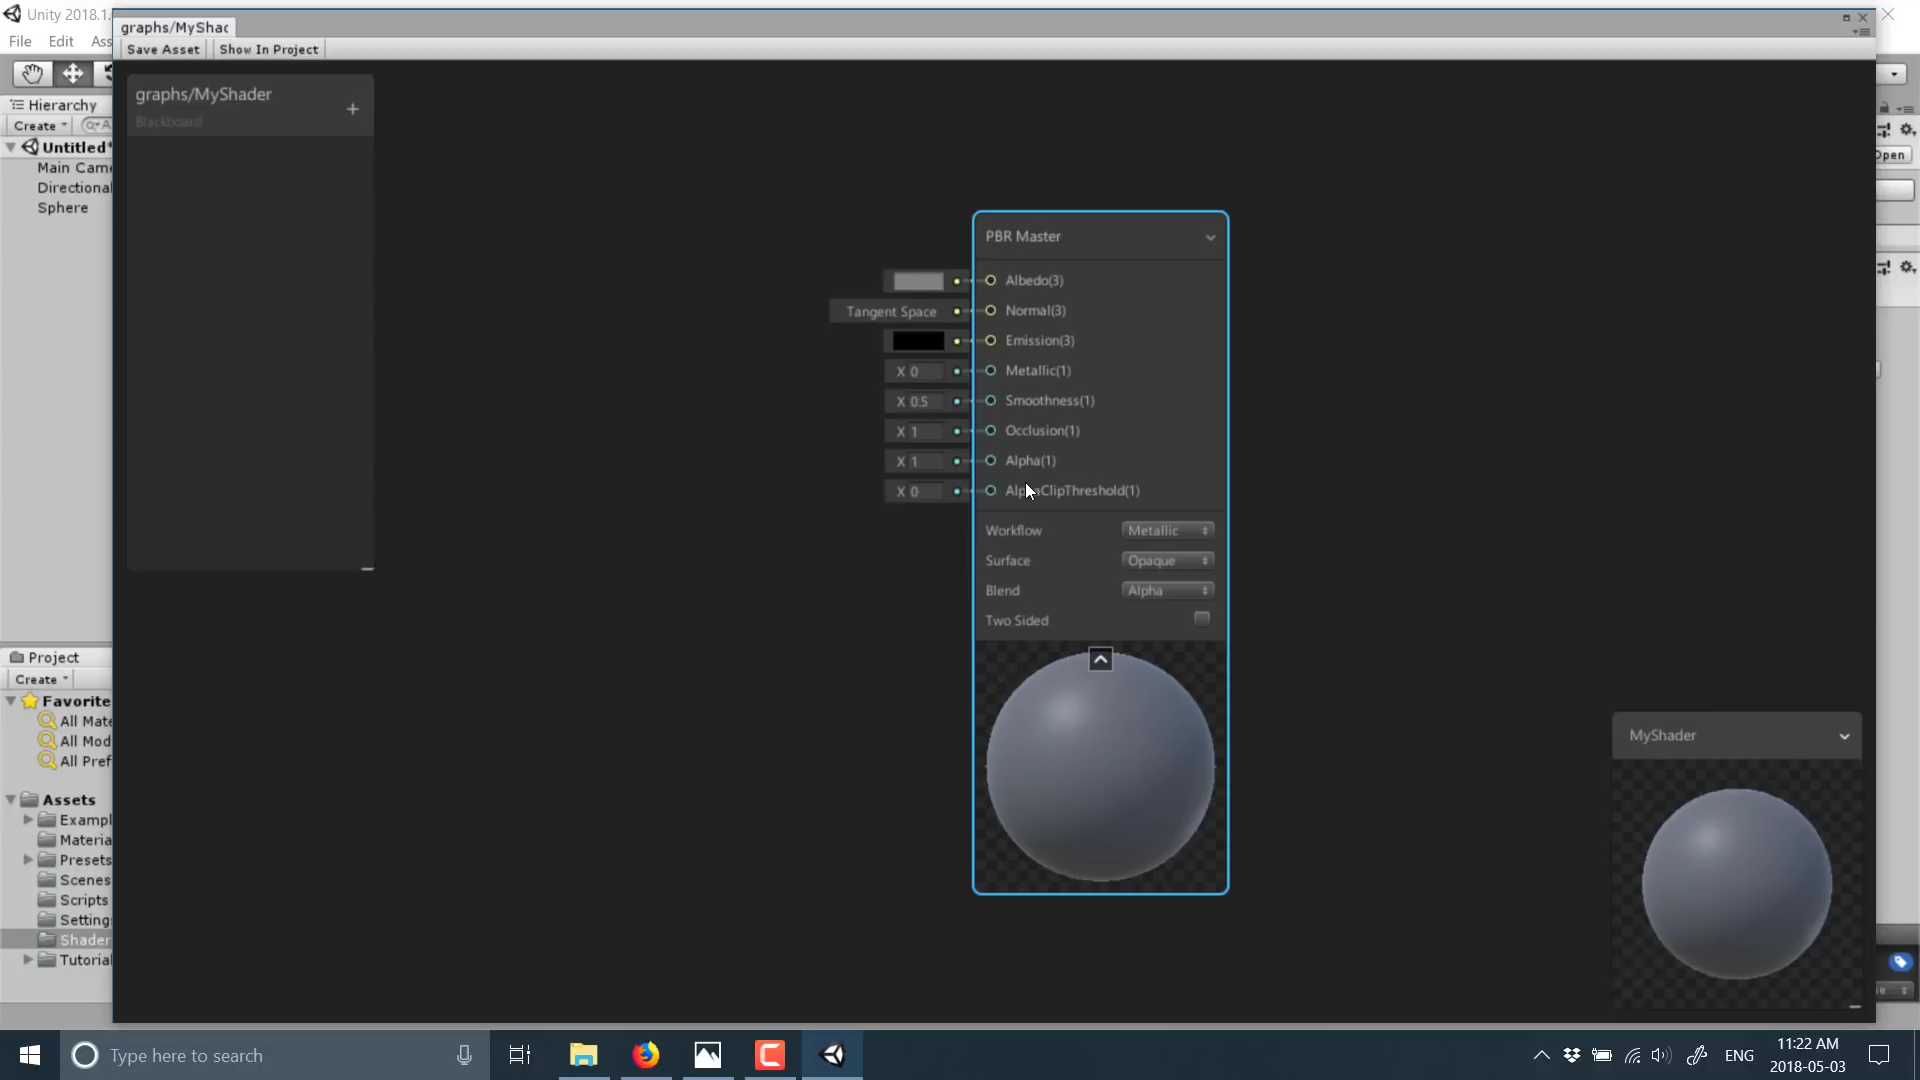 Unity 2018.1.
File Edit Ass
graphs/MyShac
Save Asset Show In Project
graphs/MyShader
Blackboard
+
Hierarchy
Create
Untitled*
Main Came
Directional
Sphere
Open
PBR Master
Albedo(3)
Tangent Space Normal(3)
Emission(3)
X 0 Metallic(1)
X 0.5 Smoothness(1)
X 1 Occlusion(1)
X 1 Alpha(1)
X 0 AlphaClipThreshold(1)
Workflow Metallic
Surface Opaque
Blend Alpha
Two Sided
Project
Create
Favorite
All Mate
All Mod
All Pref
Assets
Exampl
Materia
Presets
Scenes
Scripts
Setting
Shader
Tutorial
MyShader
Type here to search
ENG
11:22 AM
2018-05-03